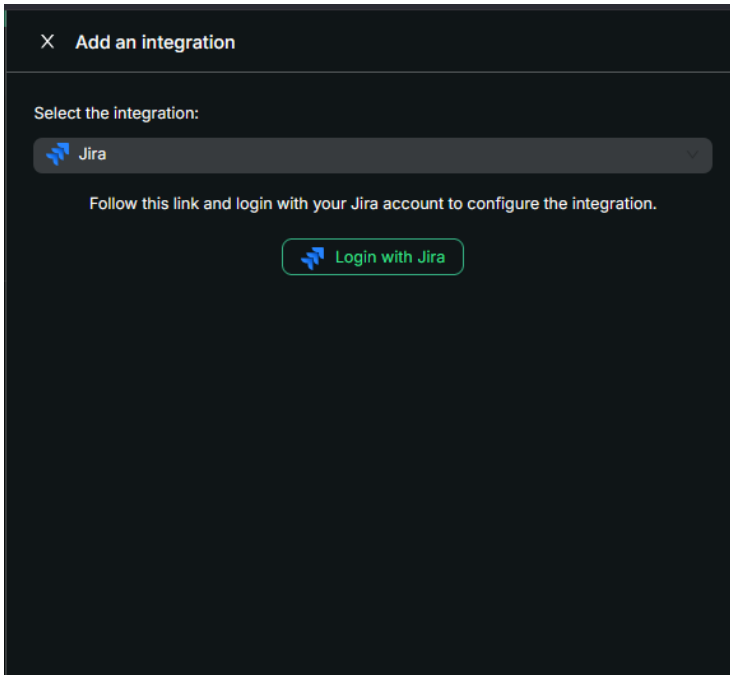 Add an integration
Select the integration:
Jira
Follow this link and login with your Jira account to configure the integration.
Login with Jira